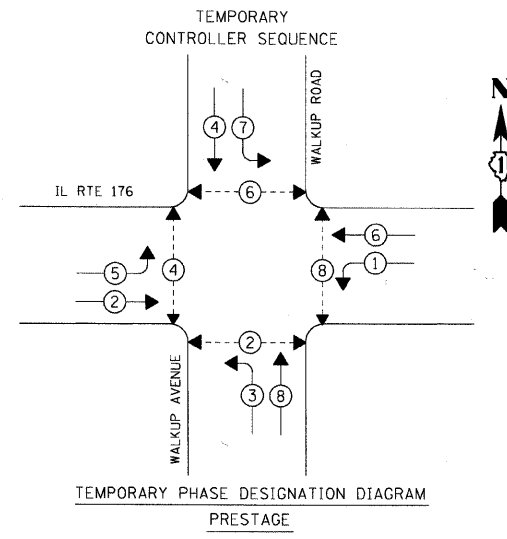 TEMPORARY
CONTROLLER SEQUENCE
WALKUP ROAD
N
1
4 7
IL RTE 176
6
6
5
4
8
1
2
2
WALKUP AVENUE
3 8
TEMPORARY PHASE DESIGNATION DIAGRAM
PRESTAGE